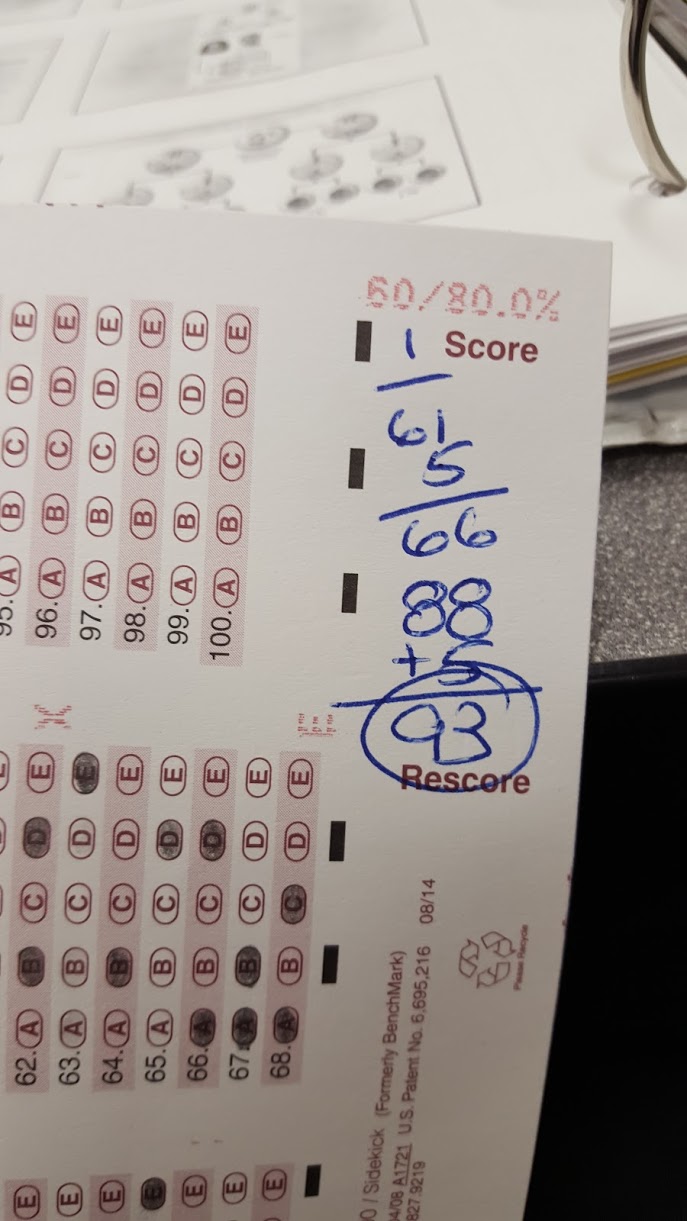 60/80.0%
1 Score
61
5
66
88
+5
93
Rescore
95. A B C D E
96. A B C D E
97. A B C D E
98. A B C D E
99. A B C D E
100. A B C D E
62. A B C D E
63. A B C D E
64. A B C D E
65. A B C D E
66. A B C D E
67. A B C D E
68. A B C D E
E
E
E
E
E
E
E
0 / Sidekick (Formerly BenchMark)
04/08 A1721 U.S. Patent No. 6,695,216 08/14
827.9219
Please Recycle